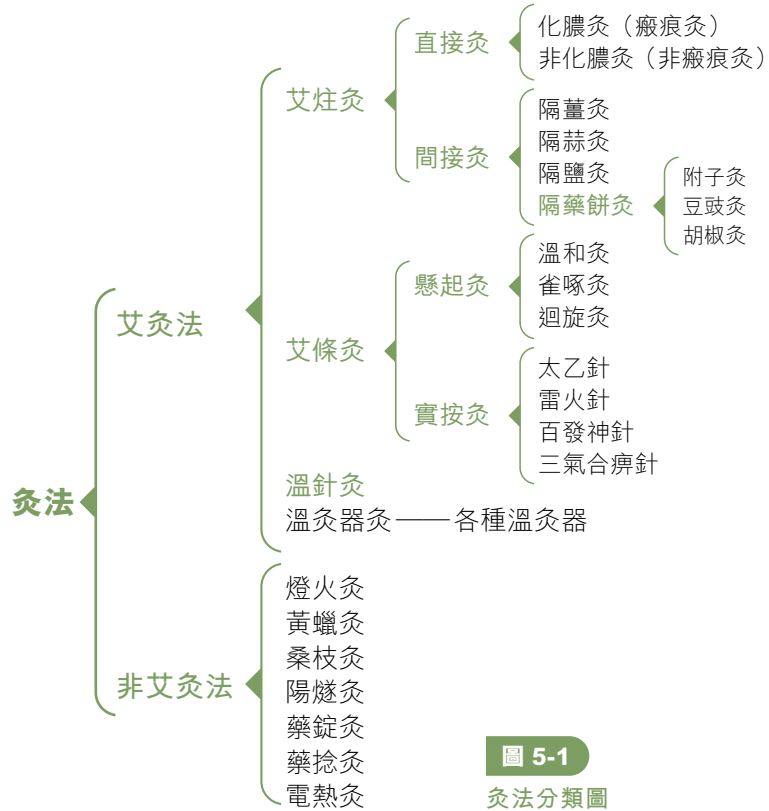 灸法
艾灸法
艾炷灸
直接灸
化膿灸（瘢痕灸）
非化膿灸（非瘢痕灸）
間接灸
隔薑灸
隔蒜灸
隔鹽灸
隔藥餅灸
附子灸
豆豉灸
胡椒灸
艾條灸
懸起灸
溫和灸
雀啄灸
迴旋灸
實按灸
太乙針
雷火針
百發神針
三氣合痹針
溫針灸
溫灸器灸——各種溫灸器
非艾灸法
燈火灸
黃蠟灸
桑枝灸
陽燧灸
藥錠灸
藥捻灸
電熱灸
圖 5-1
灸法分類圖